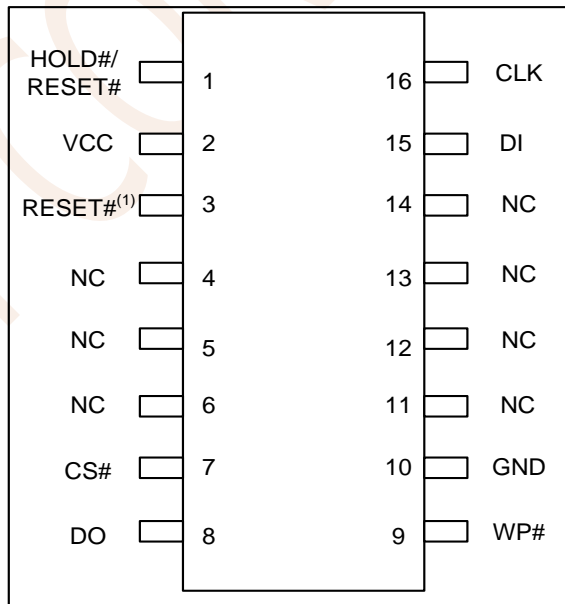 HOLD#/
RESET# 1 16 CLK
VCC 2 15 DI
RESET#(1) 3 14 NC
NC 4 13 NC
NC 5 12 NC
NC 6 11 NC
CS# 7 10 GND
DO 8 9 WP#